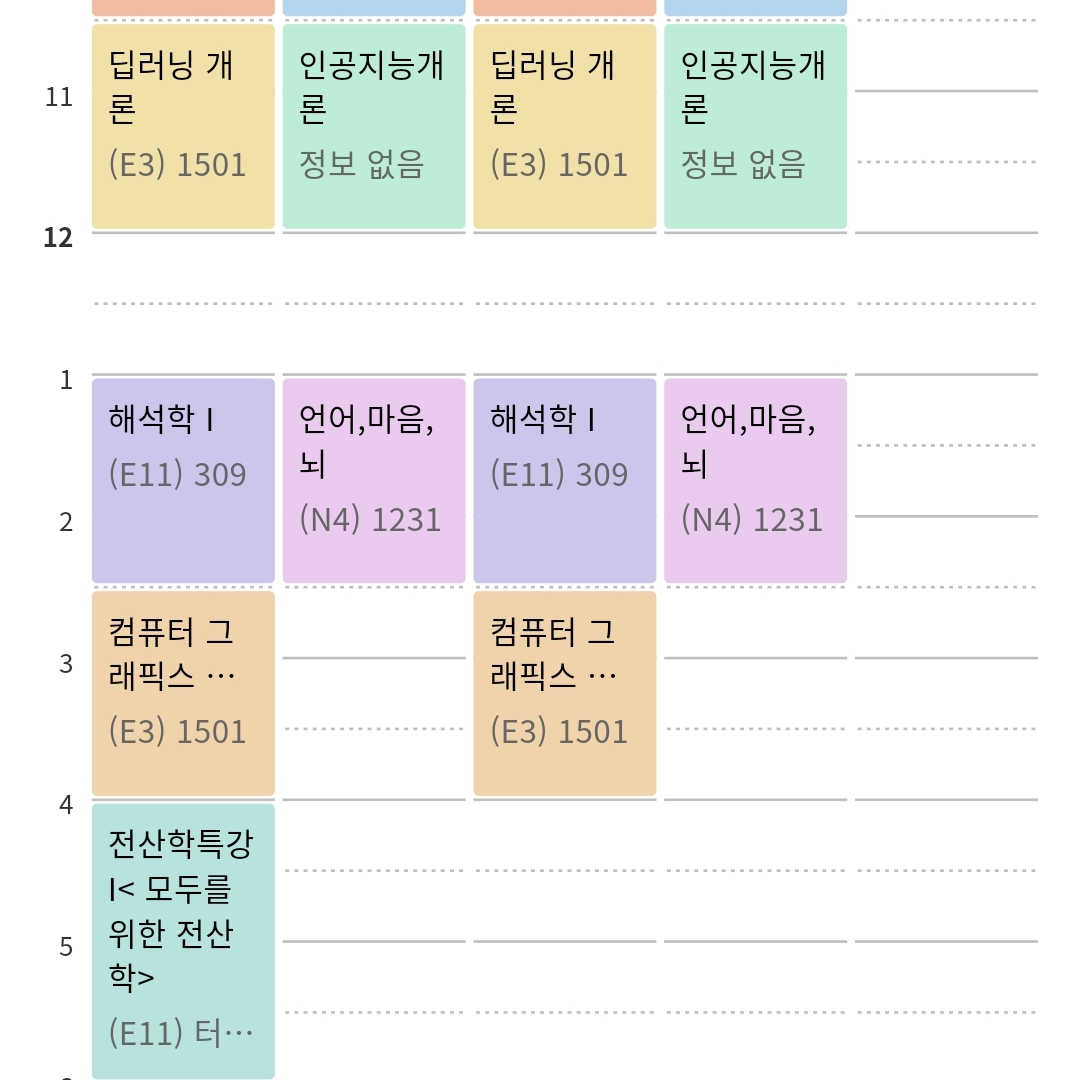 딥러닝 개
론
(E3) 1501
인공지능개
론
정보 없음
딥러닝 개
론
(E3) 1501
인공지능개
론
정보 없음
11
12
1
해석학 I
(E11) 309
언어,마음,
뇌
(N4) 1231
해석학 I
(E11) 309
언어,마음,
뇌
(N4) 1231
2
컴퓨터 그
래픽스 …
(E3) 1501
컴퓨터 그
래픽스 …
(E3) 1501
3
4
전산학특강
I< 모두를
위한 전산
학>
(E11) 터…
5